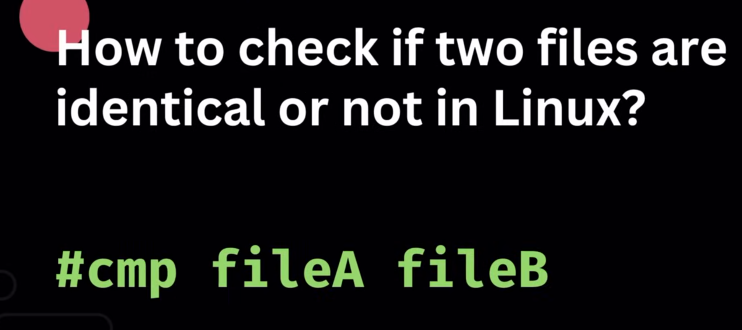 How to check if two files are
identical or not in Linux?
#cmp fileA fileB